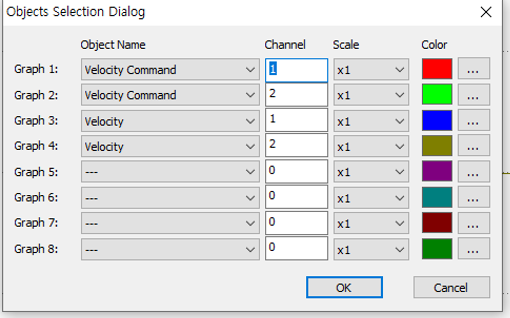 Objects Selection Dialog
Object Name Channel Scale Color
Graph 1: Velocity Command 1 x1 ...
Graph 2: Velocity Command 2 x1 ...
Graph 3: Velocity 1 x1 ...
Graph 4: Velocity 2 x1 ...
Graph 5: --- 0 x1 ...
Graph 6: --- 0 x1 ...
Graph 7: --- 0 x1 ...
Graph 8: --- 0 x1 ...
OK Cancel